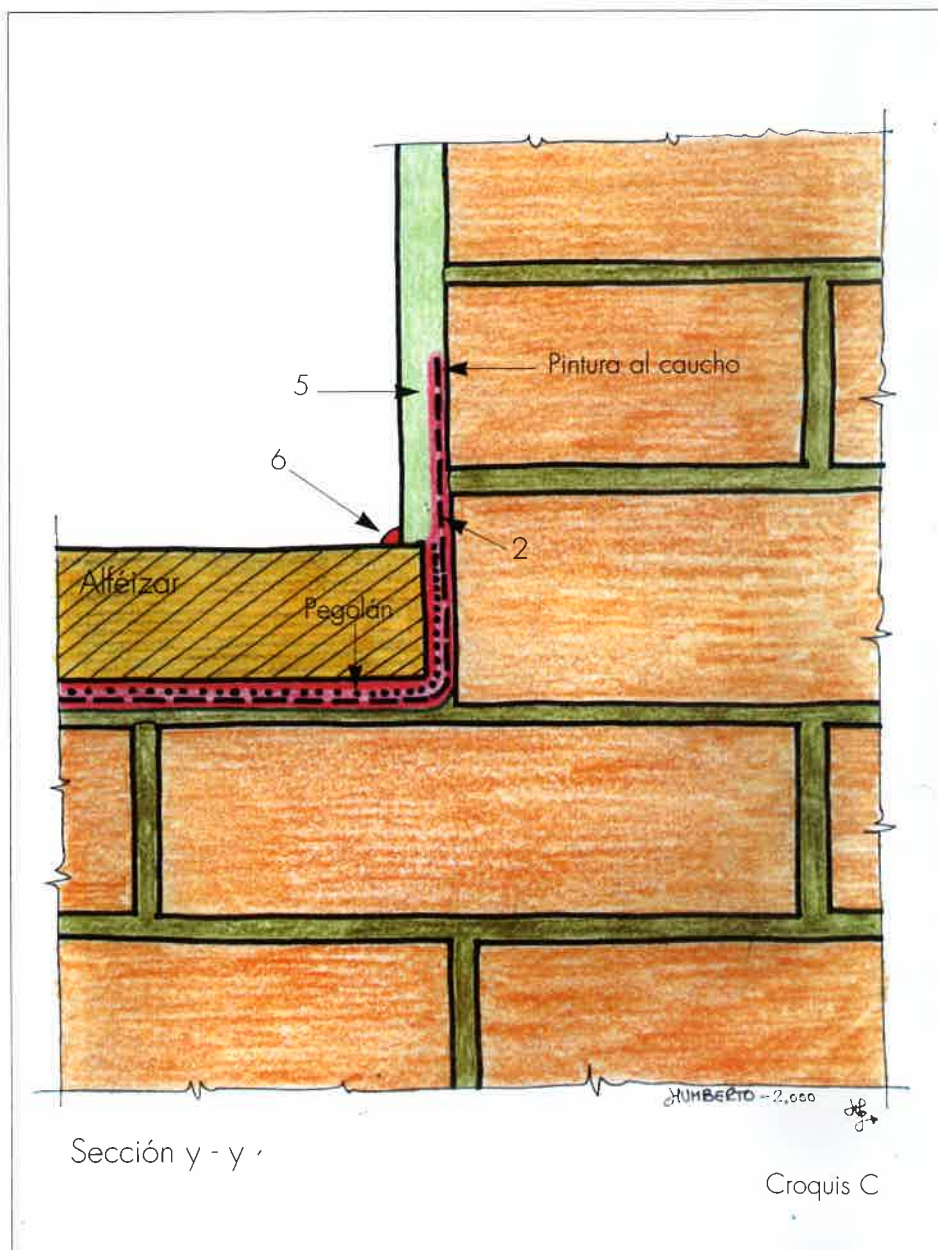 Pintura al caucho
5
6
2
Alféizar
Pegolán
HUMBERTO - 2,000
Sección y - y
Croquis C